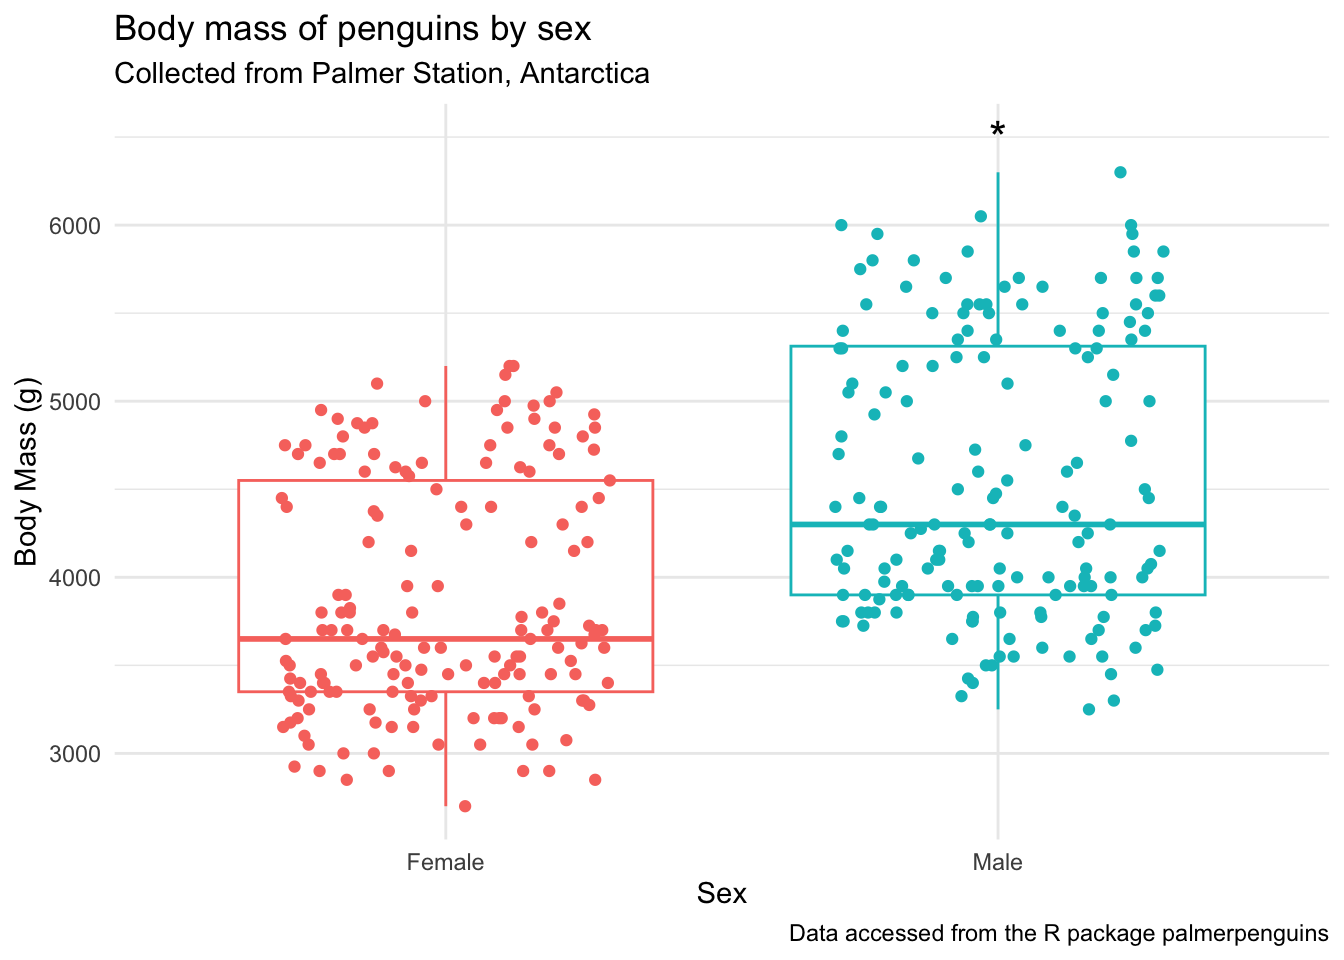 Body mass of penguins by sex
Collected from Palmer Station, Antarctica
*
6000
5000
4000
3000
Body Mass (g)
Female Male
Sex
Data accessed from the R package palmerpenguins